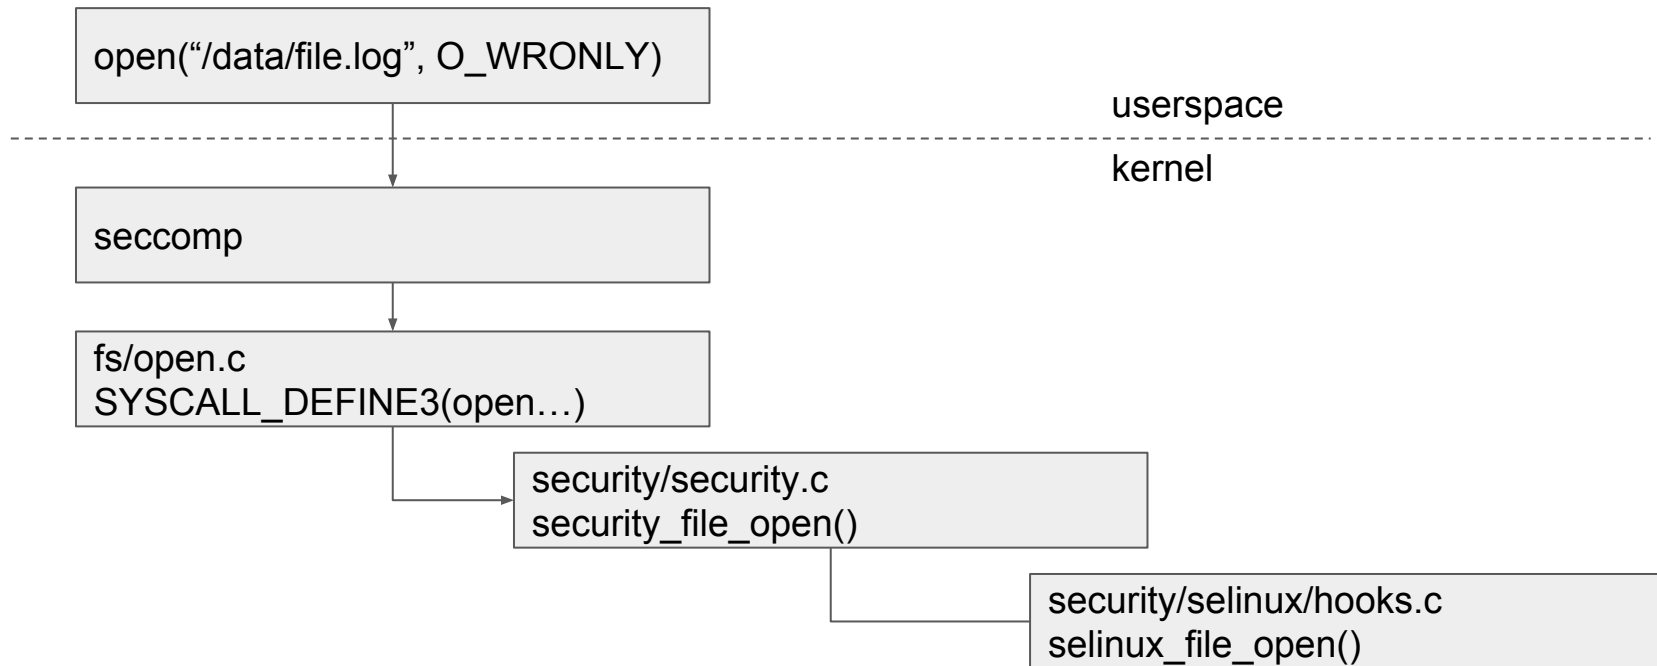 open(“/data/file.log”, O_WRONLY)
userspace
kernel
seccomp
fs/open.c
SYSCALL_DEFINE3(open…)
security/security.c
security_file_open()
security/selinux/hooks.c
selinux_file_open()